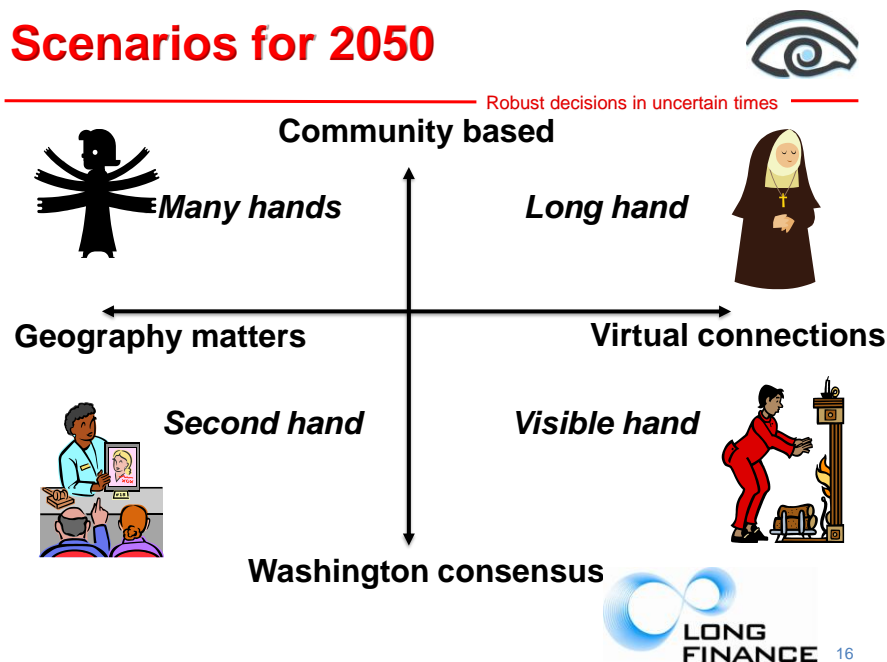 Scenarios for 2050
Robust decisions in uncertain times
Community based
Many hands
Long hand
Geography matters
Virtual connections
Second hand
Visible hand
Washington consensus
LONG
FINANCE
16